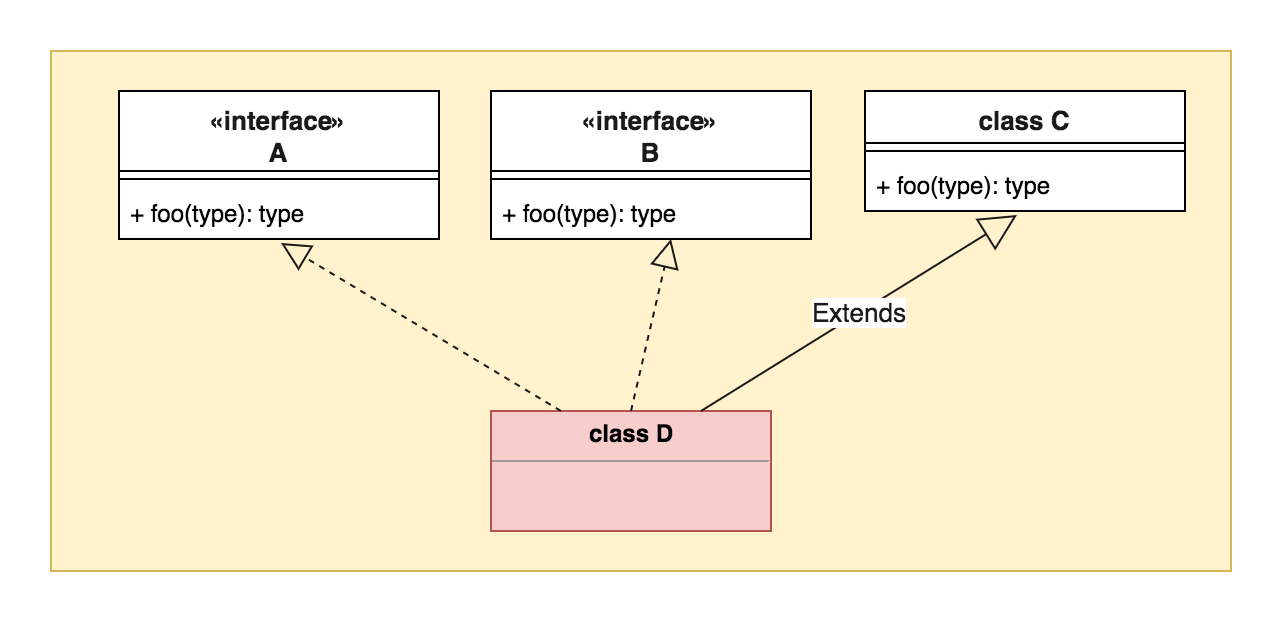 «interface»
A
+ foo(type): type
«interface»
B
+ foo(type): type
class C
+ foo(type): type
Extends
class D